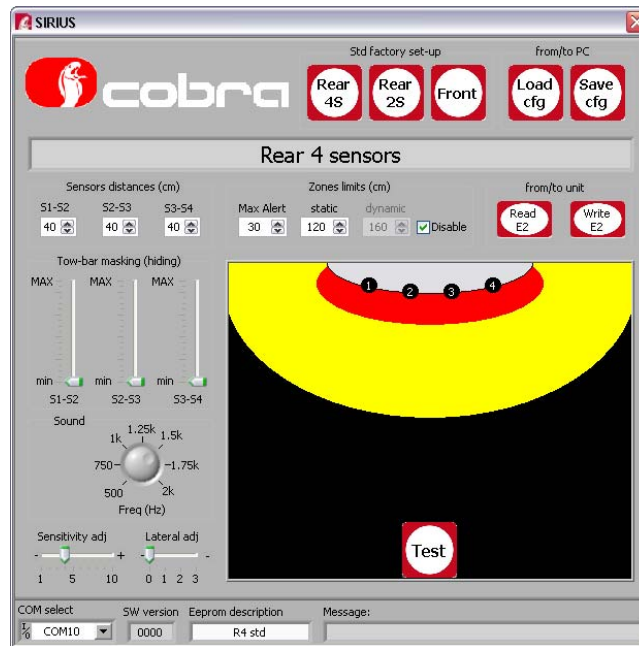 SIRIUS
cobra
Std factory set-up
from/to PC
Rear 4S
Rear 2S
Front
Load cfg
Save cfg
Rear 4 sensors
Sensors distances (cm)
S1-S2 S2-S3 S3-S4
40 40 40
Zones limits (cm)
Max Alert static dynamic
30 120 160 Disable
from/to unit
Read E2
Write E2
Tow-bar masking (hiding)
MAX MAX MAX
min min min
S1-S2 S2-S3 S3-S4
1 2 3 4
Sound
1.25k
1k 1.5k
750 1.75k
500 2k
Freq (Hz)
Sensitivity adj
- +
1 5 10
Lateral adj
- -
0 1 2 3
Test
COM select SW version Eeprom description Message:
I/0 COM10 0000 R4 std